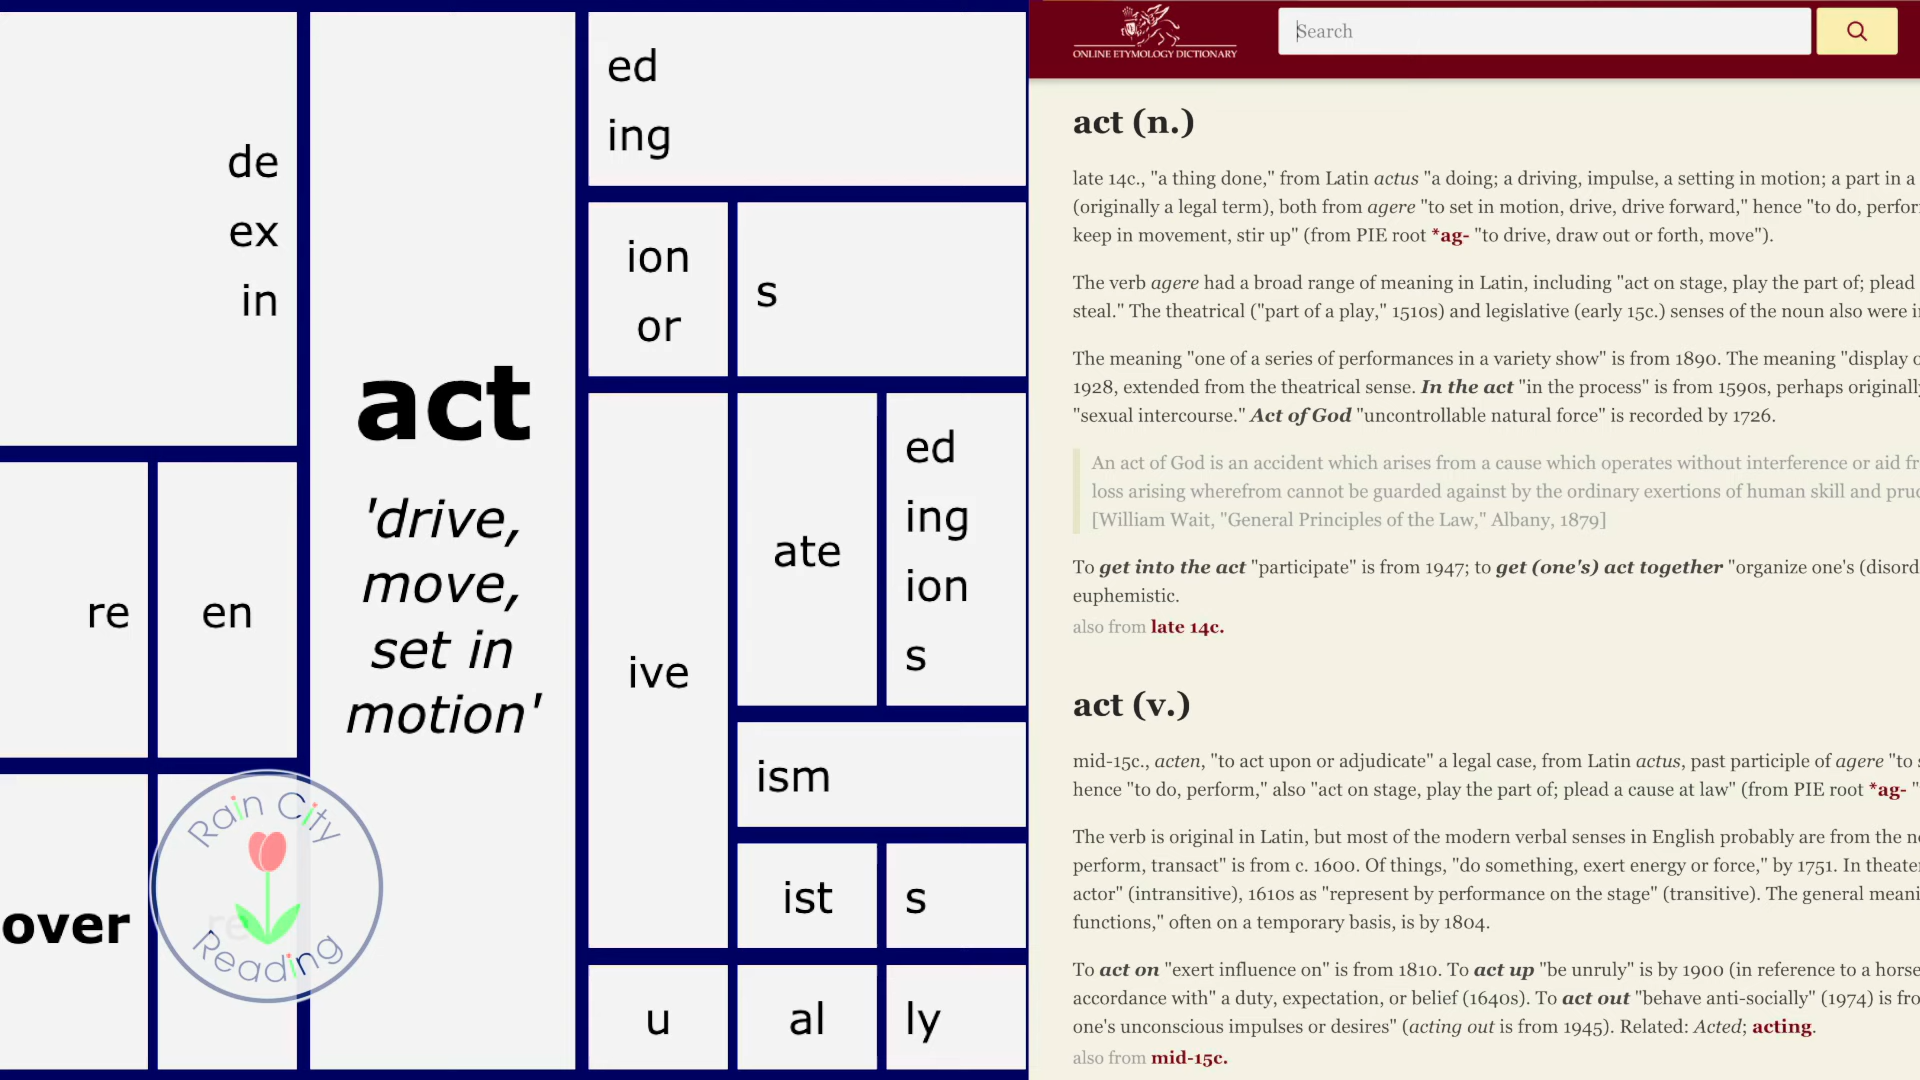 de
ex
in
re
en
over
re
act
'drive,
move,
set in
motion'
ed
ing
ion
or
s
ive
ate
ed
ing
ion
s
ism
ist
s
u
al
ly
Rain City
Reading
ONLINE ETYMOLOGY DICTIONARY
Search
act (n.)
late 14c., "a thing done," from Latin actus "a doing; a driving, impulse, a setting in motion; a part in a
(originally a legal term), both from agere "to set in motion, drive, drive forward," hence "to do, perfor
keep in movement, stir up" (from PIE root *ag- "to drive, draw out or forth, move").
The verb agere had a broad range of meaning in Latin, including "act on stage, play the part of; plead
steal." The theatrical ("part of a play," 1510s) and legislative (early 15c.) senses of the noun also were i
The meaning "one of a series of performances in a variety show" is from 1890. The meaning "display o
1928, extended from the theatrical sense. In the act "in the process" is from 1590s, perhaps originally
"sexual intercourse." Act of God "uncontrollable natural force" is recorded by 1726.
An act of God is an accident which arises from a cause which operates without interference or aid fr
loss arising wherefrom cannot be guarded against by the ordinary exertions of human skill and pruc
[William Wait, "General Principles of the Law," Albany, 1879]
To get into the act "participate" is from 1947; to get (one's) act together "organize one's (disord
euphemistic.
also from late 14c.
act (v.)
mid-15c., acten, "to act upon or adjudicate" a legal case, from Latin actus, past participle of agere "to s
hence "to do, perform," also "act on stage, play the part of; plead a cause at law" (from PIE root *ag- "
The verb is original in Latin, but most of the modern verbal senses in English probably are from the no
perform, transact" is from c. 1600. Of things, "do something, exert energy or force," by 1751. In theater
actor" (intransitive), 1610s as "represent by performance on the stage" (transitive). The general meani
functions," often on a temporary basis, is by 1804.
To act on "exert influence on" is from 1810. To act up "be unruly" is by 1900 (in reference to a horse
accordance with" a duty, expectation, or belief (1640s). To act out "behave anti-socially" (1974) is fro
one's unconscious impulses or desires" (acting out is from 1945). Related: Acted; acting.
also from mid-15c.